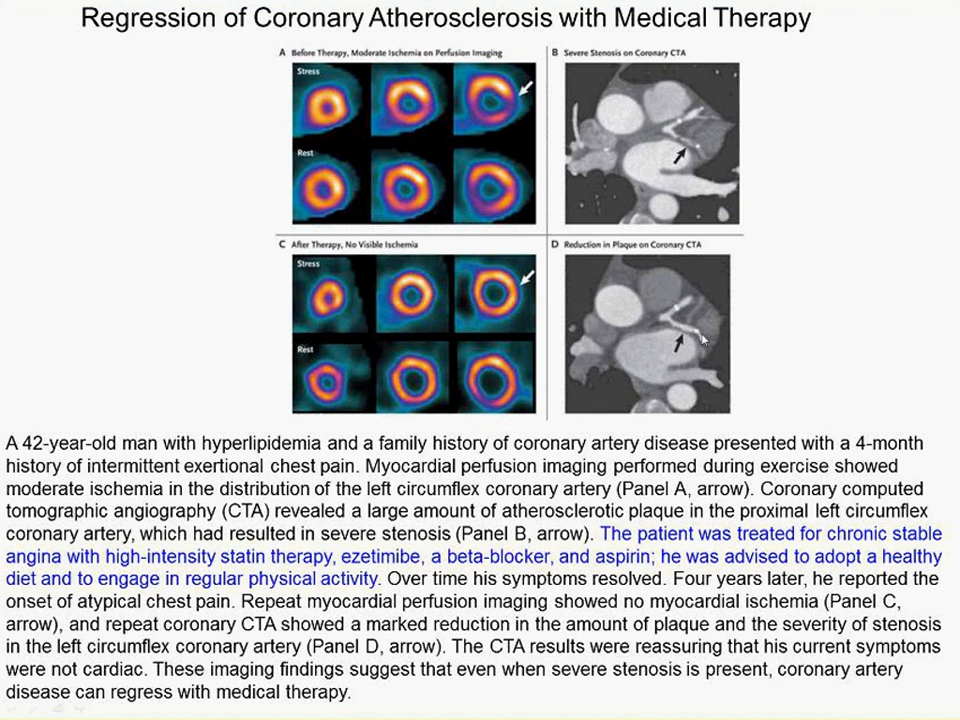 Regression of Coronary Atherosclerosis with Medical Therapy
A Before Therapy, Moderate Ischemia on Perfusion Imaging
Stress
Rest
B Severe Stenosis on Coronary CTA
C After Therapy, No Visible Ischemia
Stress
Rest
D Reduction in Plaque on Coronary CTA
A 42-year-old man with hyperlipidemia and a family history of coronary artery disease presented with a 4-month
history of intermittent exertional chest pain. Myocardial perfusion imaging performed during exercise showed
moderate ischemia in the distribution of the left circumflex coronary artery (Panel A, arrow). Coronary computed
tomographic angiography (CTA) revealed a large amount of atherosclerotic plaque in the proximal left circumflex
coronary artery, which had resulted in severe stenosis (Panel B, arrow). The patient was treated for chronic stable
angina with high-intensity statin therapy, ezetimibe, a beta-blocker, and aspirin; he was advised to adopt a healthy
diet and to engage in regular physical activity. Over time his symptoms resolved. Four years later, he reported the
onset of atypical chest pain. Repeat myocardial perfusion imaging showed no myocardial ischemia (Panel C,
arrow), and repeat coronary CTA showed a marked reduction in the amount of plaque and the severity of stenosis
in the left circumflex coronary artery (Panel D, arrow). The CTA results were reassuring that his current symptoms
were not cardiac. These imaging findings suggest that even when severe stenosis is present, coronary artery
disease can regress with medical therapy.